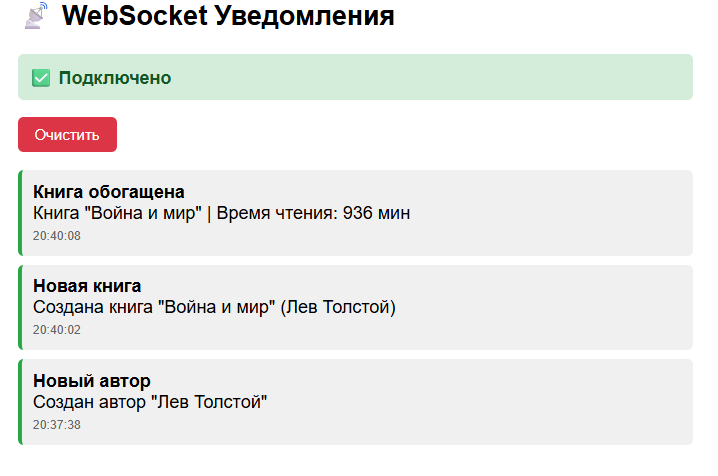 WebSocket Уведомления
Подключено
Очистить
Книга обогащена
Книга "Война и мир" | Время чтения: 936 мин
20:40:08
Новая книга
Создана книга "Война и мир" (Лев Толстой)
20:40:02
Новый автор
Создан автор "Лев Толстой"
20:37:38